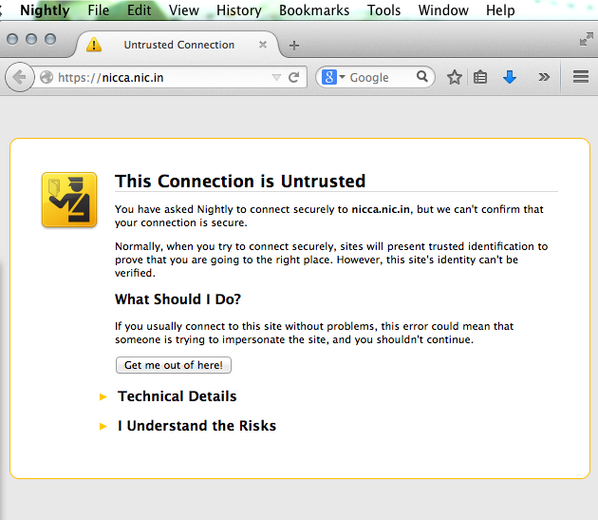 Nightly File Edit View History Bookmarks Tools Window Help
Untrusted Connection
https://nicca.nic.in
Google
This Connection is Untrusted
You have asked Nightly to connect securely to nicca.nic.in, but we can't confirm that
your connection is secure.
Normally, when you try to connect securely, sites will present trusted identification to
prove that you are going to the right place. However, this site's identity can't be
verified.
What Should I Do?
If you usually connect to this site without problems, this error could mean that
someone is trying to impersonate the site, and you shouldn't continue.
Get me out of here!
Technical Details
I Understand the Risks